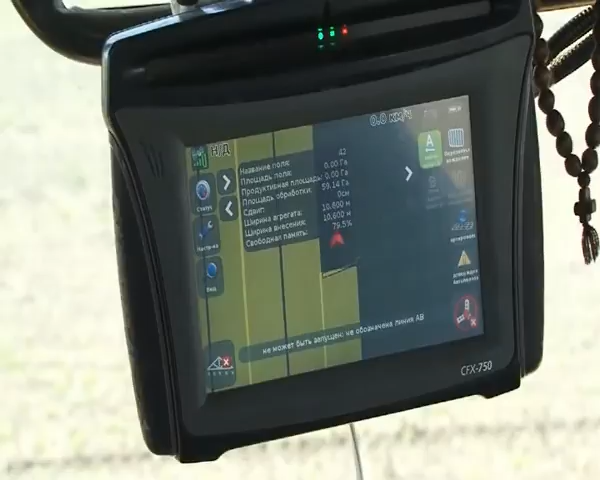 0.0 КМ/Ч
Н/Д
Название поля: 42
Площадь поля: 0.00 Га
Продуктивная площадь: 0.00 Га
Площадь обработки: 59.14 Га
Сдвиг: 0см
Ширина агрегата: 10,600 м
Ширина внесения: 10,600 м
Свободная память: 79.5%
A
Статус
Настр-ка
Вид
не может быть запущен: не обозначена линия AB
CFX-750